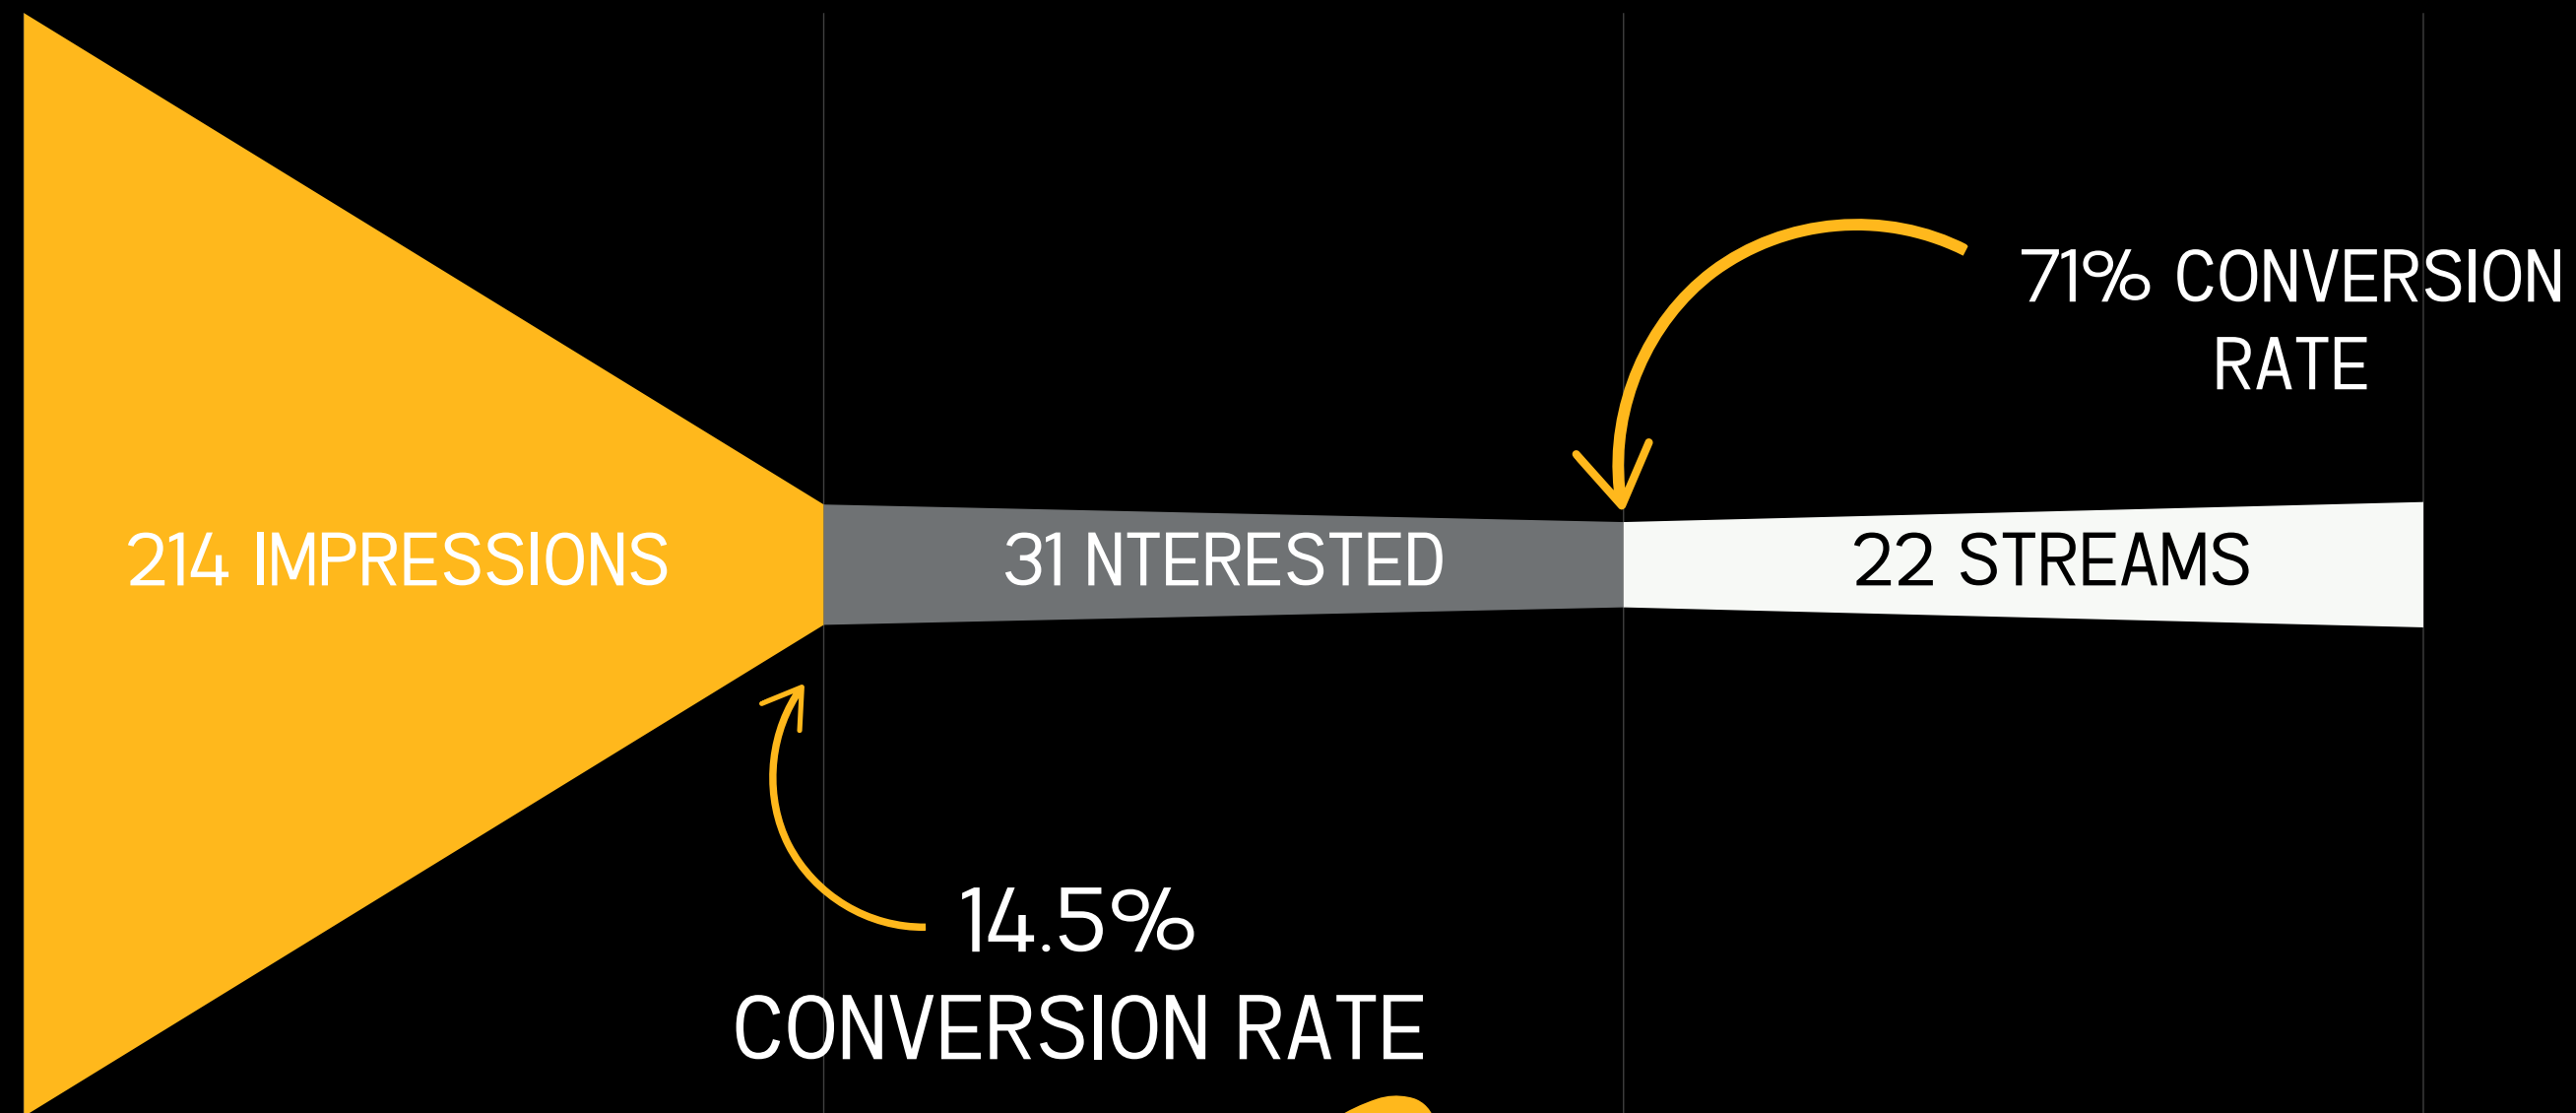 214 IMPRESSIONS
31 NTERESTED
22 STREAMS
71% CONVERSION
RATE
14.5%
CONVERSION RATE